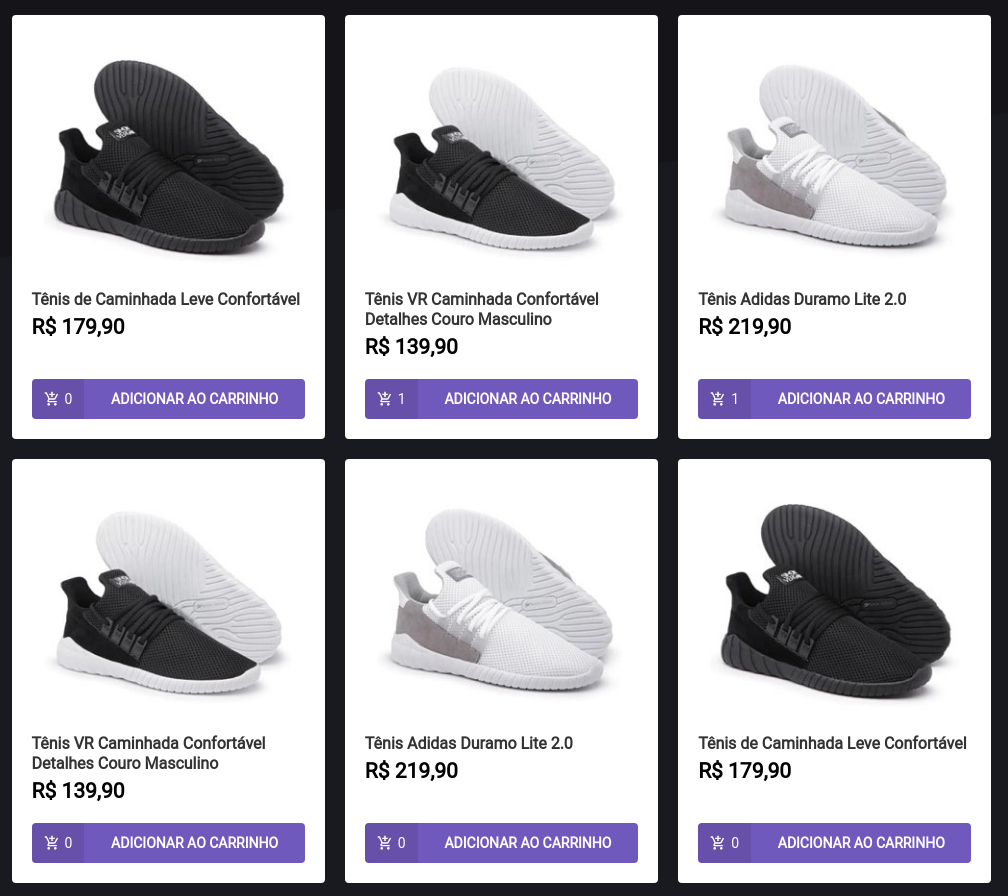 Tênis de Caminhada Leve Confortável
R$ 179,90
0 ADICIONAR AO CARRINHO
Tênis VR Caminhada Confortável
Detalhes Couro Masculino
R$ 139,90
1 ADICIONAR AO CARRINHO
Tênis Adidas Duramo Lite 2.0
R$ 219,90
1 ADICIONAR AO CARRINHO
Tênis VR Caminhada Confortável
Detalhes Couro Masculino
R$ 139,90
0 ADICIONAR AO CARRINHO
Tênis Adidas Duramo Lite 2.0
R$ 219,90
0 ADICIONAR AO CARRINHO
Tênis de Caminhada Leve Confortável
R$ 179,90
0 ADICIONAR AO CARRINHO